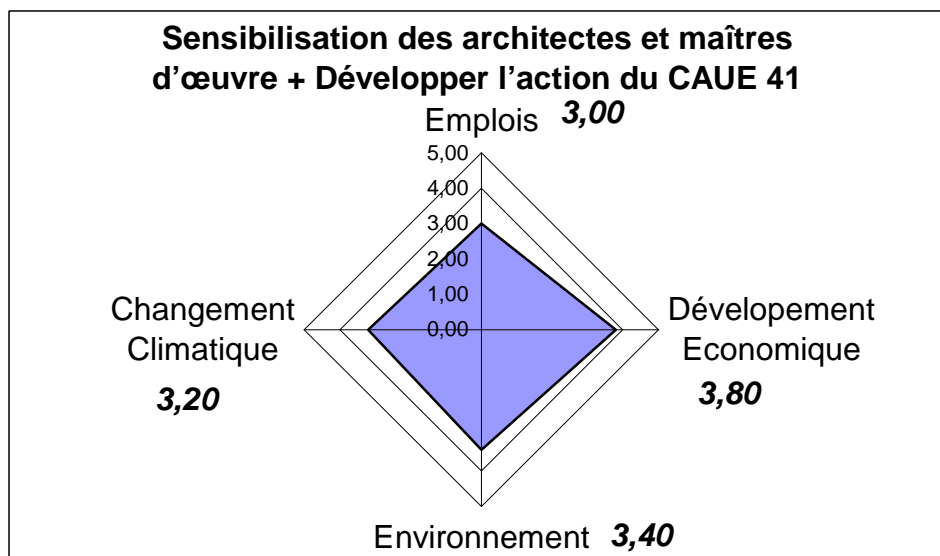 Sensibilisation des architectes et maîtres
d'œuvre + Développer l'action du CAUE 41
Emplois 3,00
5,00
4,00
3,00
2,00
1,00
0,00
Changement
Climatique
3,20
Dévelopement
Economique
3,80
Environnement 3,40